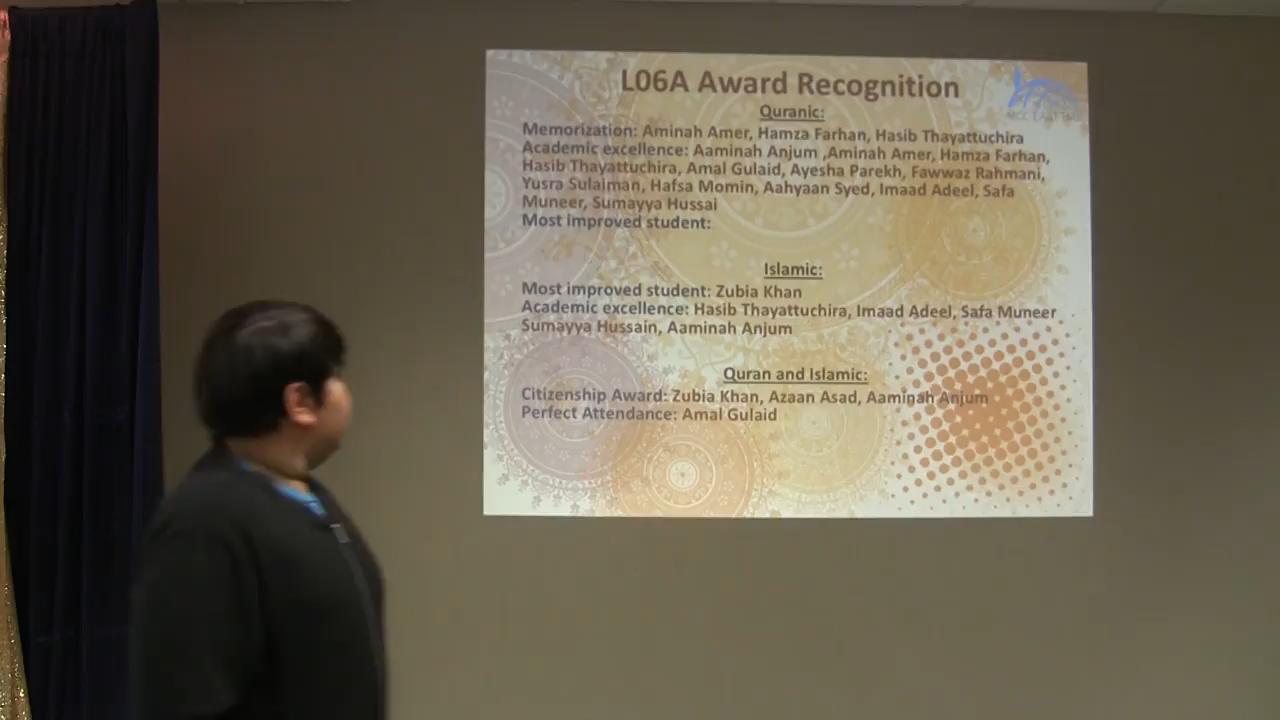 L06A Award Recognition
Quranic:
Memorization: Aminah Amer, Hamza Farhan, Hasib Thayattuchira
Academic excellence: Aaminah Anjum ,Aminah Amer, Hamza Farhan,
Hasib Thayattuchira, Amal Gulaid, Ayesha Parekh, Fawwaz Rahmani,
Yusra Sulaiman, Hafsa Momin, Aahyaan Syed, Imaad Adeel, Safa
Muneer, Sumayya Hussai
Most improved student:
Islamic:
Most improved student: Zubia Khan
Academic excellence: Hasib Thayattuchira, Imaad Adeel, Safa Muneer
Sumayya Hussain, Aaminah Anjum
Quran and Islamic:
Citizenship Award: Zubia Khan, Azaan Asad, Aaminah Anjum
Perfect Attendance: Amal Gulaid